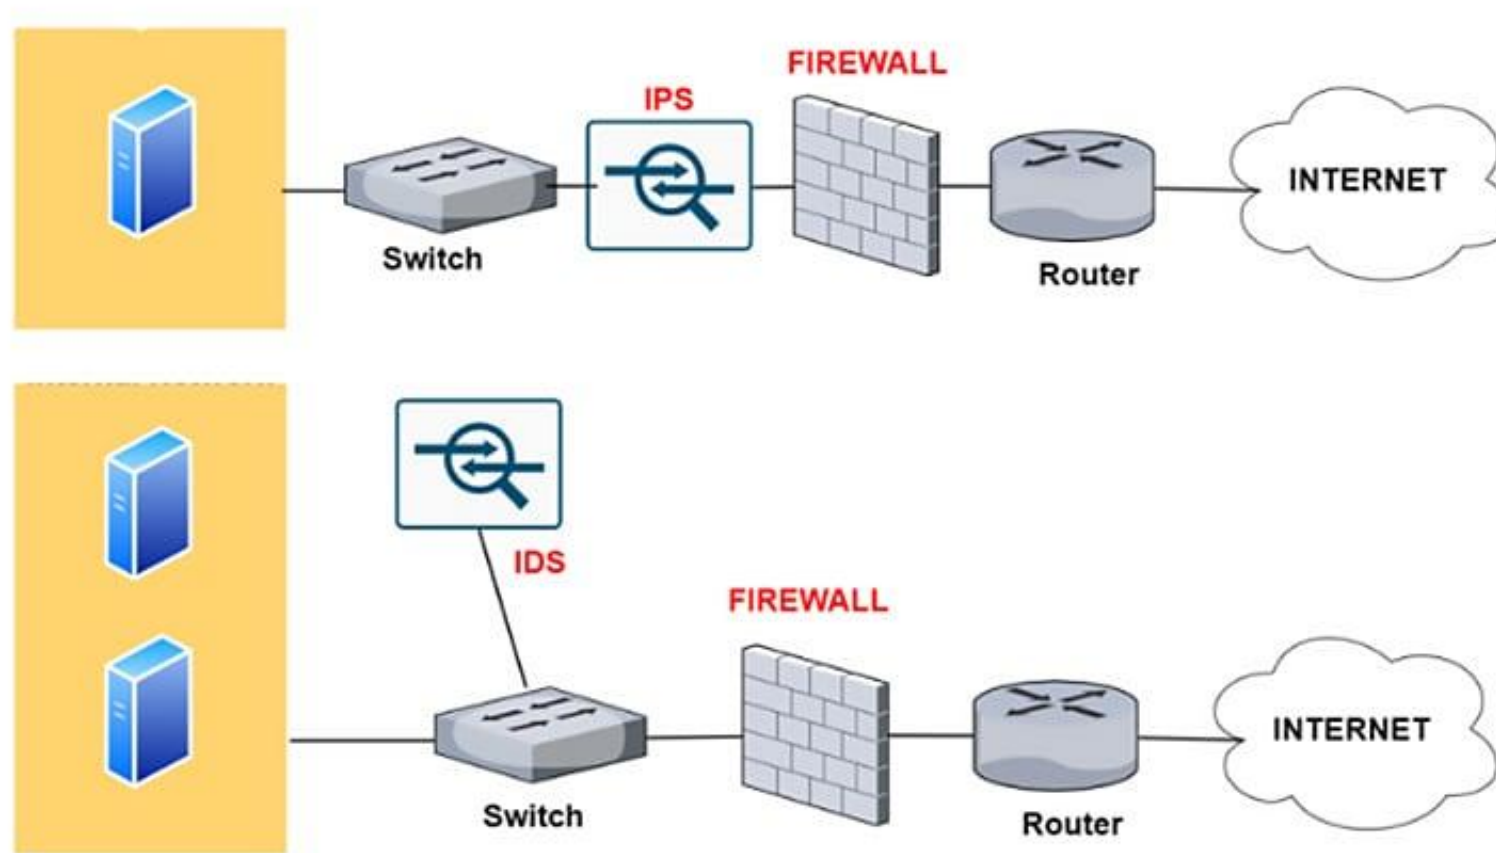 FIREWALL
IPS
INTERNET
Switch
Router
IDS
FIREWALL
INTERNET
Switch
Router